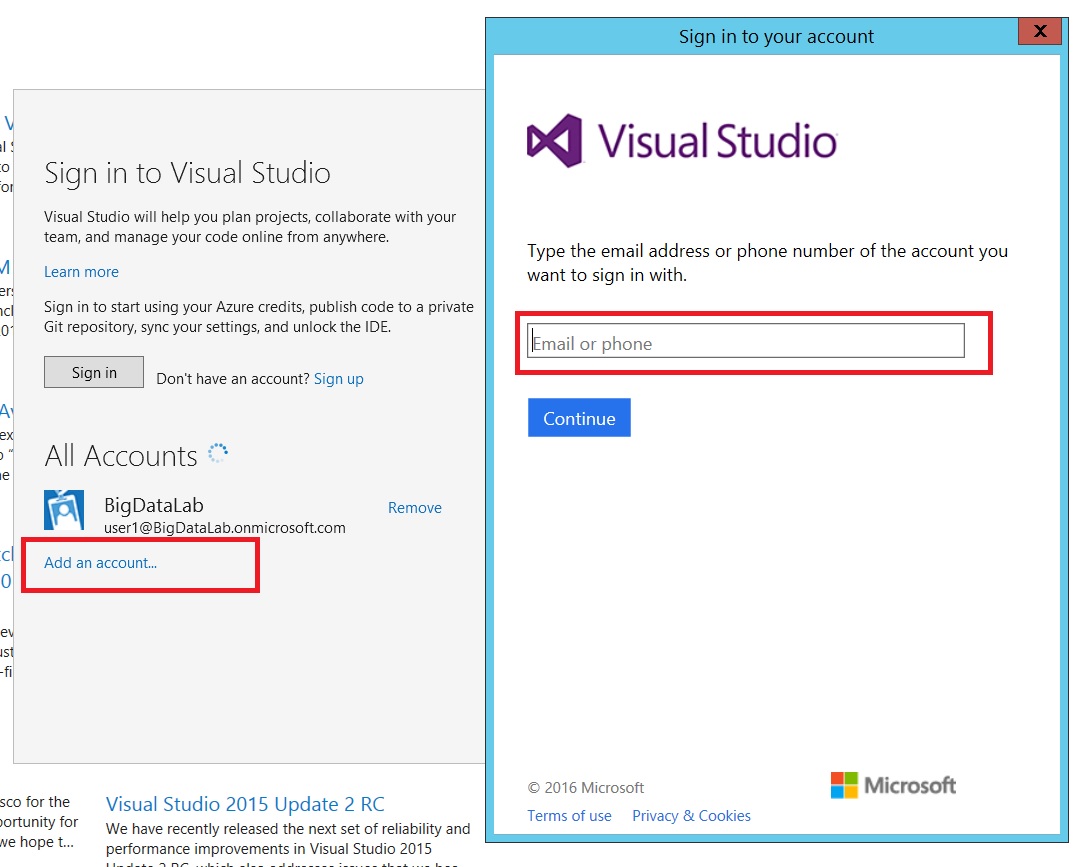 Sign in to Visual Studio
Visual Studio will help you plan projects, collaborate with your
team, and manage your code online from anywhere.
Learn more
Sign in to start using your Azure credits, publish code to a private
Git repository, sync your settings, and unlock the IDE.
Sign in
Don't have an account? Sign up
All Accounts
BigDataLab
Remove
user1@BigDataLab.onmicrosoft.com
Add an account...
Sign in to your account
X
Visual Studio
Type the email address or phone number of the account you
want to sign in with.
Email or phone
Continue
© 2016 Microsoft
Microsoft
Terms of use
Privacy & Cookies
sco for the
portunity for
we hope t...
Visual Studio 2015 Update 2 RC
We have recently released the next set of reliability and
performance improvements in Visual Studio 2015